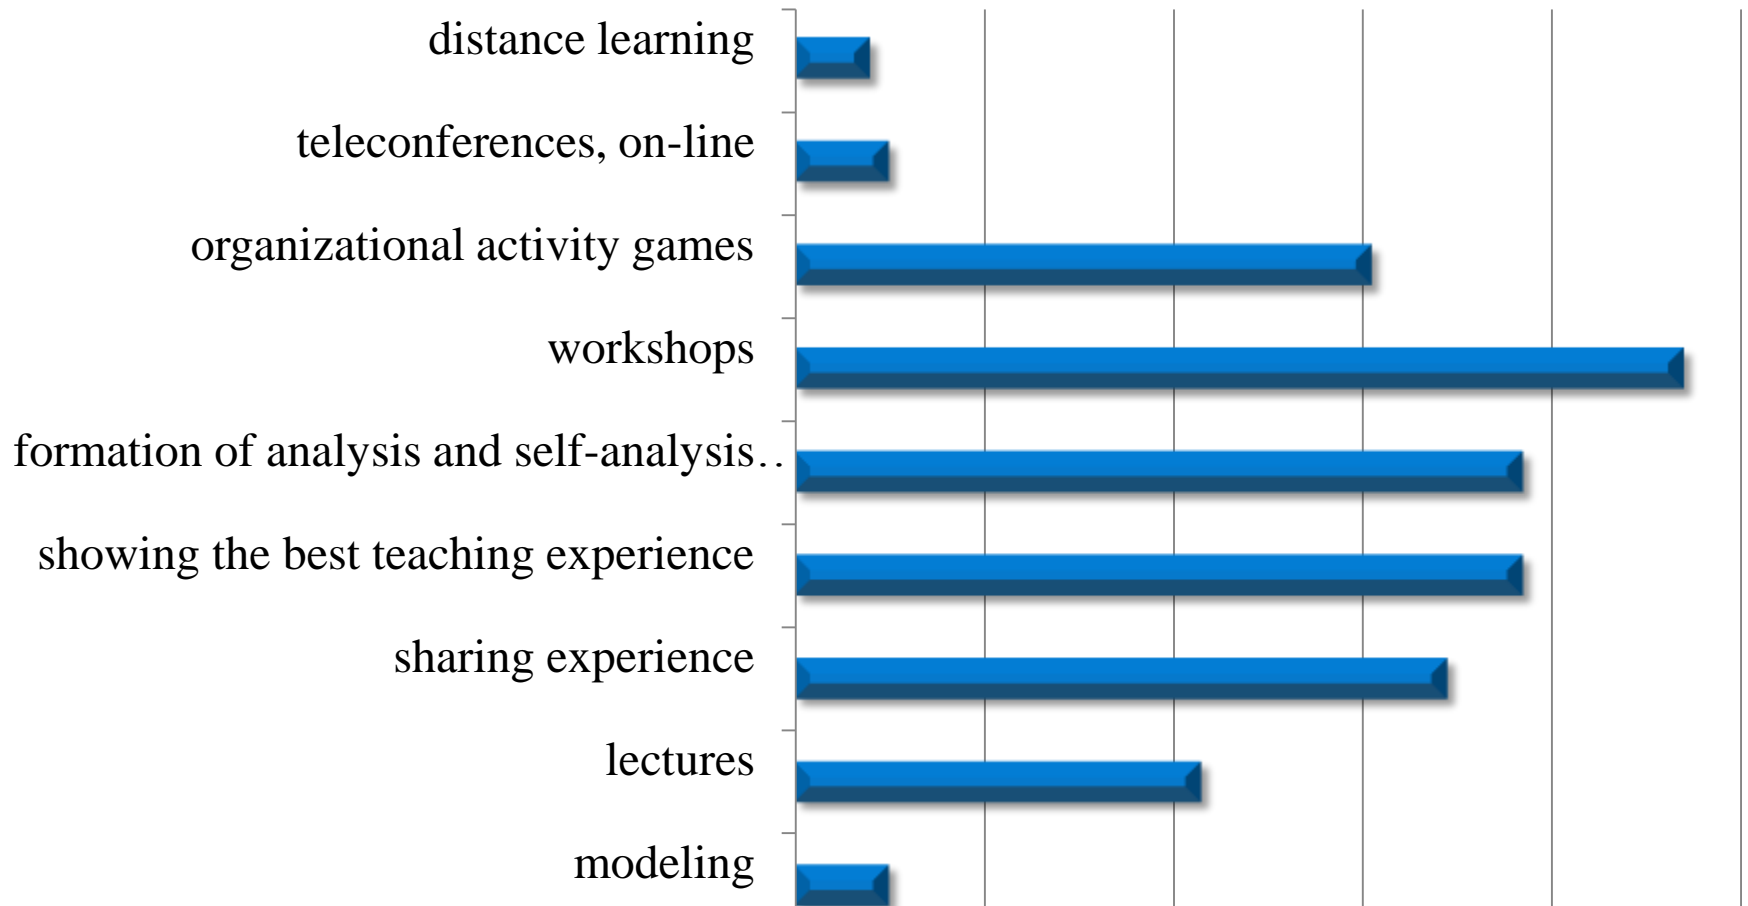 distance learning
teleconferences, on-line
organizational activity games
workshops
formation of analysis and self-analysis…
showing the best teaching experience
sharing experience
lectures
modeling